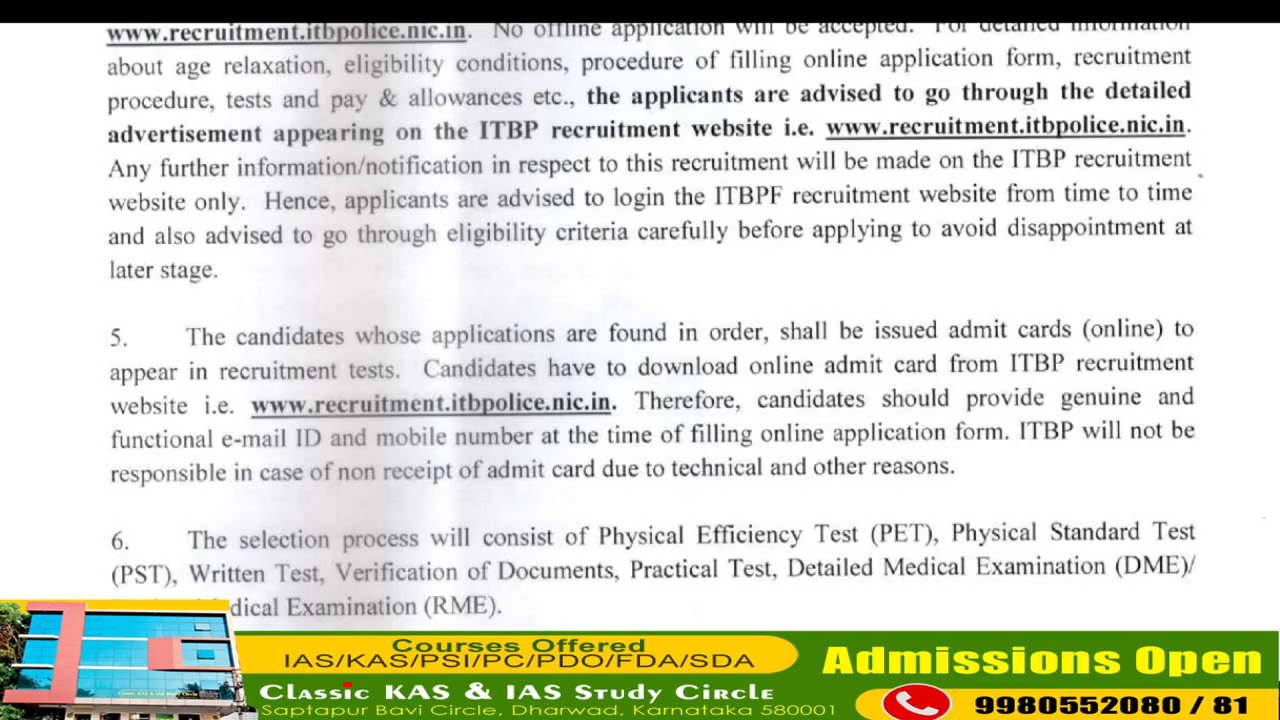 www.recruitment.itbpolice.nic.in. No offline application will be accepted. For detailed information
about age relaxation, eligibility conditions, procedure of filling online application form, recruitment
procedure, tests and pay & allowances etc., the applicants are advised to go through the detailed
advertisement appearing on the ITBP recruitment website i.e. www.recruitment.itbpolice.nic.in.
Any further information/notification in respect to this recruitment will be made on the ITBP recruitment
website only. Hence, applicants are advised to login the ITBPF recruitment website from time to time
and also advised to go through eligibility criteria carefully before applying to avoid disappointment at
later stage.
5. The candidates whose applications are found in order, shall be issued admit cards (online) to
appear in recruitment tests. Candidates have to download online admit card from ITBP recruitment
website i.e. www.recruitment.itbpolice.nic.in. Therefore, candidates should provide genuine and
functional e-mail ID and mobile number at the time of filling online application form. ITBP will not be
responsible in case of non receipt of admit card due to technical and other reasons.
6. The selection process will consist of Physical Efficiency Test (PET), Physical Standard Test
(PST), Written Test, Verification of Documents, Practical Test, Detailed Medical Examination (DME)/
dical Examination (RME).
Courses Offered
IAS/KAS/PSI/PC/PDO/FDA/SDA
Classic KAS & IAS Study Circle
Saptapur Bavi Circle, Dharwad, Karnataka 580001
Admissions Open
9980552080 / 81